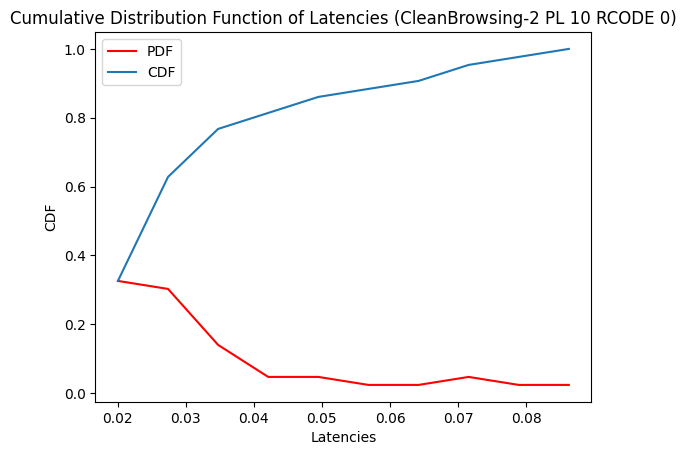 Cumulative Distribution Function of Latencies (CleanBrowsing-2 PL 10 RCODE 0)
PDF
CDF
CDF
1.0
0.8
0.6
0.4
0.2
0.0
0.02 0.03 0.04 0.05 0.06 0.07 0.08
Latencies